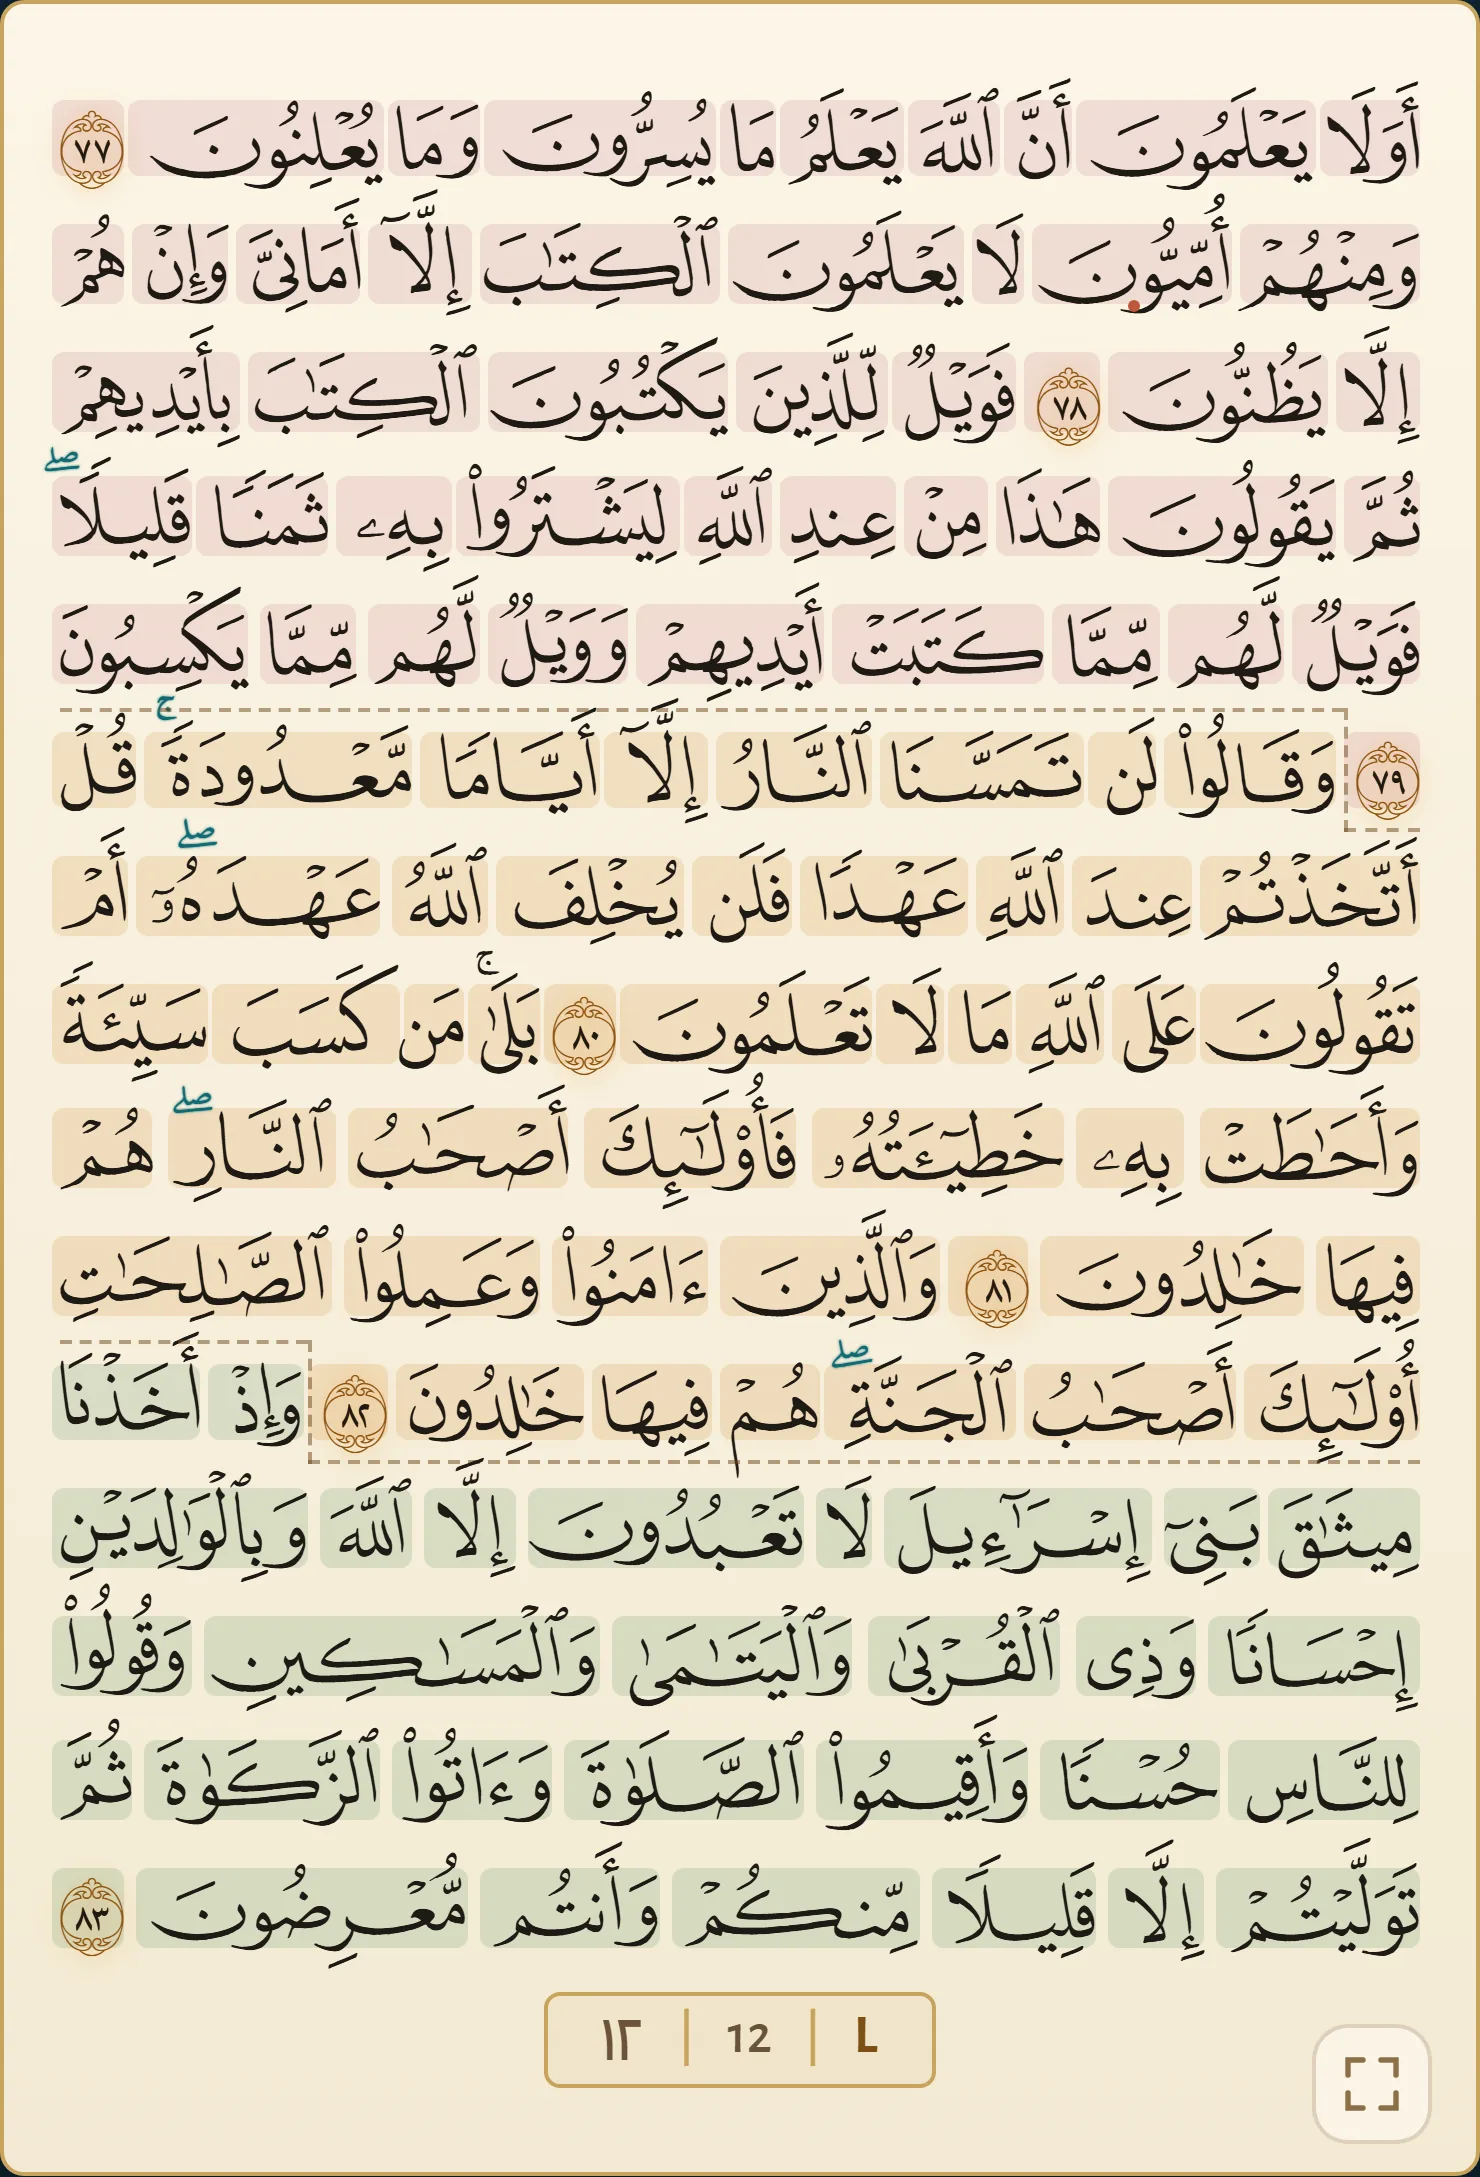 أَوَلَا يَعۡلَمُونَ أَنَّ ٱللَّهَ يَعۡلَمُ مَا يُسِرُّونَ وَمَا يُعۡلِنُونَ ٧٧
وَمِنۡهُمۡ أُمِّيُّونَ لَا يَعۡلَمُونَ ٱلۡكِتَٰبَ إِلَّآ أَمَانِيَّ وَإِنۡ هُمۡ
إِلَّا يَظُنُّونَ ٧٨ فَوَيۡلٞ لِّلَّذِينَ يَكۡتُبُونَ ٱلۡكِتَٰبَ بِأَيۡدِيهِمۡ
ثُمَّ يَقُولُونَ هَٰذَا مِنۡ عِندِ ٱللَّهِ لِيَشۡتَرُواْ بِهِۦ ثَمَنٗا قَلِيلٗاۖ
فَوَيۡلٞ لَّهُم مِّمَّا كَتَبَتۡ أَيۡدِيهِمۡ وَوَيۡلٞ لَّهُم مِّمَّا يَكۡسِبُونَ
٧٩ وَقَالُواْ لَن تَمَسَّنَا ٱلنَّارُ إِلَّآ أَيَّامٗا مَّعۡدُودَةٗۚ قُلۡ
أَتَّخَذۡتُمۡ عِندَ ٱللَّهِ عَهۡدٗا فَلَن يُخۡلِفَ ٱللَّهُ عَهۡدَهُۥٓۖ أَمۡ
تَقُولُونَ عَلَى ٱللَّهِ مَا لَا تَعۡلَمُونَ ٨٠ بَلَىٰۚ مَن كَسَبَ سَيِّئَةٗ
وَأَحَٰطَتۡ بِهِۦ خَطِيٓـَٔتُهُۥ فَأُوْلَٰٓئِكَ أَصۡحَٰبُ ٱلنَّارِۖ هُمۡ
فِيهَا خَٰلِدُونَ ٨١ وَٱلَّذِينَ ءَامَنُواْ وَعَمِلُواْ ٱلصَّٰلِحَٰتِ
أُوْلَٰٓئِكَ أَصۡحَٰبُ ٱلۡجَنَّةِۖ هُمۡ فِيهَا خَٰلِدُونَ ٨٢ وَإِذۡ أَخَذۡنَا
مِيثَٰقَ بَنِيٓ إِسۡرَٰٓءِيلَ لَا تَعۡبُدُونَ إِلَّا ٱللَّهَ وَبِٱلۡوَٰلِدَيۡنِ
إِحۡسَانٗا وَذِي ٱلۡقُرۡبَىٰ وَٱلۡيَتَٰمَىٰ وَٱلۡمَسَٰكِينِ وَقُولُواْ
لِلنَّاسِ حُسۡنٗا وَأَقِيمُواْ ٱلصَّلَوٰةَ وَءَاتُواْ ٱلزَّكَوٰةَ ثُمَّ
تَوَلَّيۡتُمۡ إِلَّا قَلِيلٗا مِّنكُمۡ وَأَنتُم مُّعۡرِضُونَ ٨٣
١٢ | 12 | L